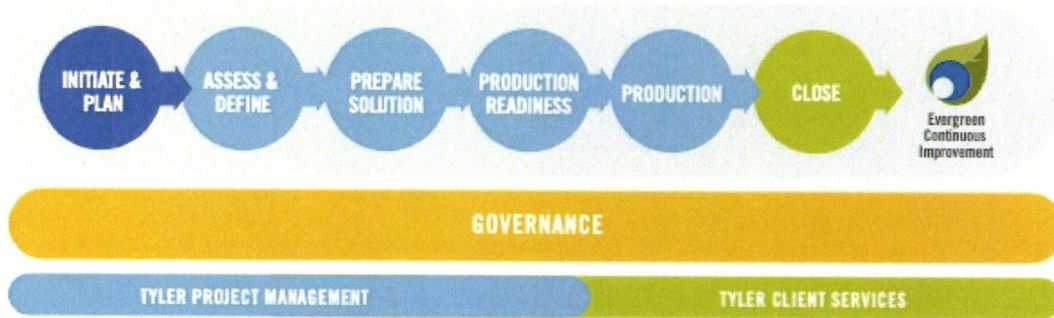 INITIATE &
PLAN
ASSESS &
DEFINE
PREPARE
SOLUTION
PRODUCTION
READINESS
PRODUCTION
CLOSE
Evergreen
Continuous
Improvement
GOVERNANCE
TYLER PROJECT MANAGEMENT
TYLER CLIENT SERVICES